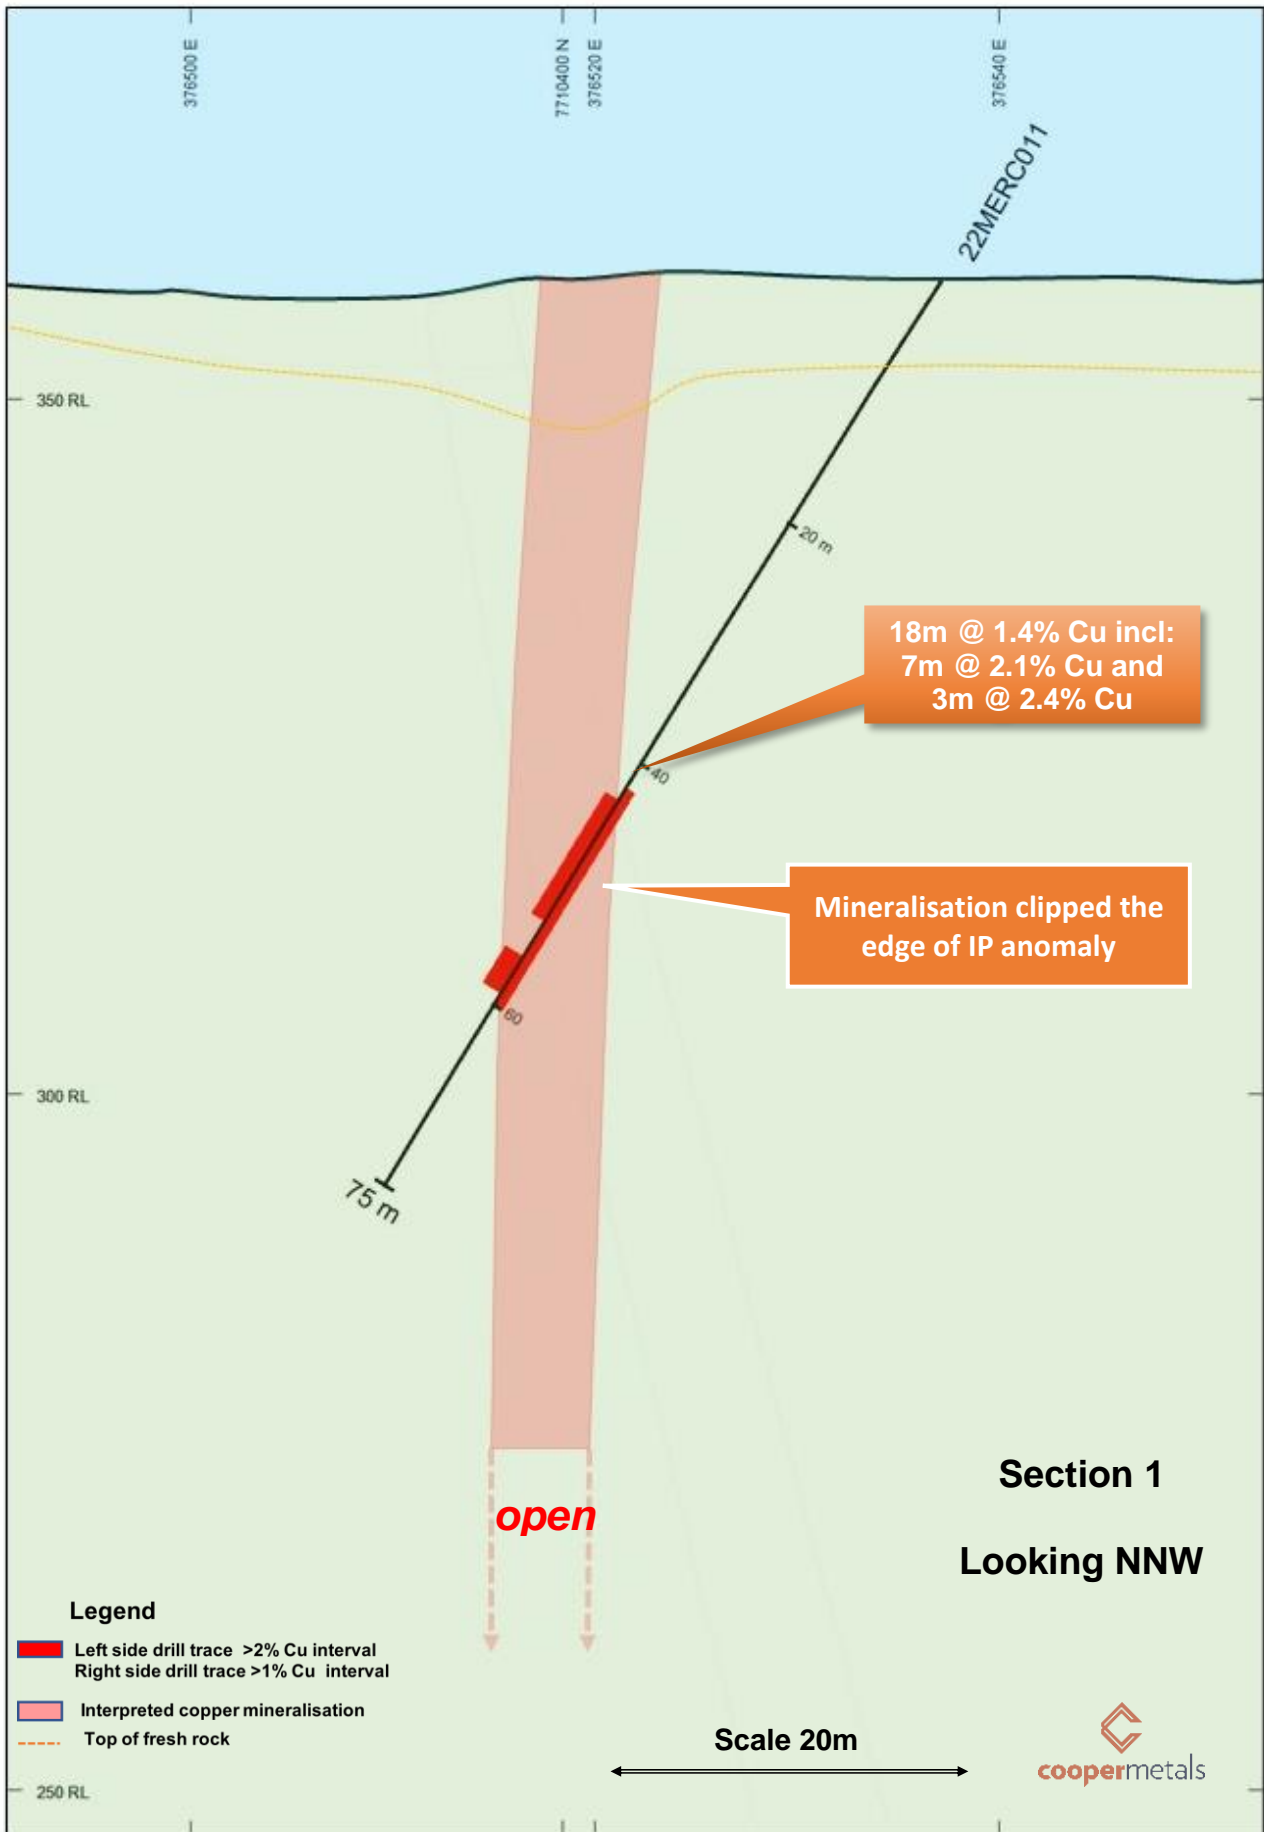 376500 E
7710400 N
376520 E
376540 E
22MERC011
350 RL
20 m
18m @ 1.4% Cu incl:
7m @ 2.1% Cu and
3m @ 2.4% Cu
40
Mineralisation clipped the
edge of IP anomaly
60
300 RL
75 m
Section 1
open
Looking NNW
Legend
Left side drill trace >2% Cu interval
Right side drill trace >1% Cu interval
Interpreted copper mineralisation
Top of fresh rock
Scale 20m
coopermetals
250 RL